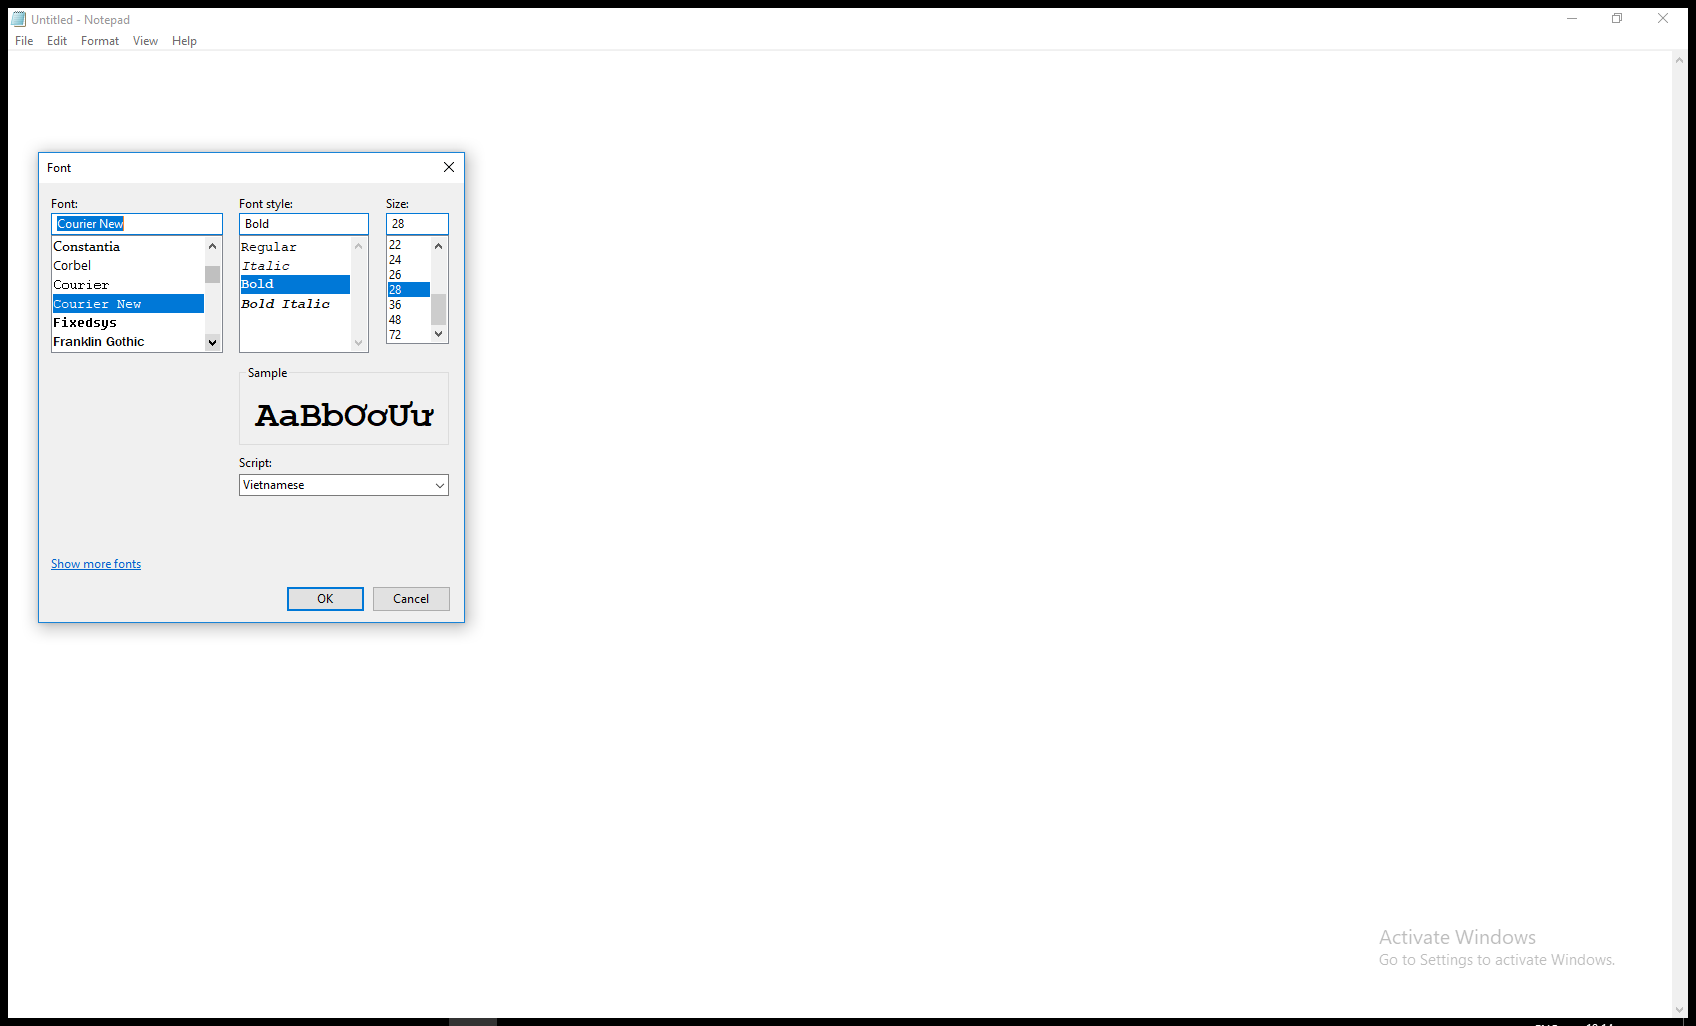 Untitled - Notepad
File Edit Format View Help
Font
Font: Font style: Size:
Courier New Bold 28
Constantia
Corbel
Courier
Courier New
Fixedsys
Franklin Gothic
Regular
Italic
Bold
Bold Italic
22
24
26
28
36
48
72
Sample
AaBbƠơƯư
Script:
Vietnamese
Show more fonts
OK Cancel
Activate Windows
Go to Settings to activate Windows.